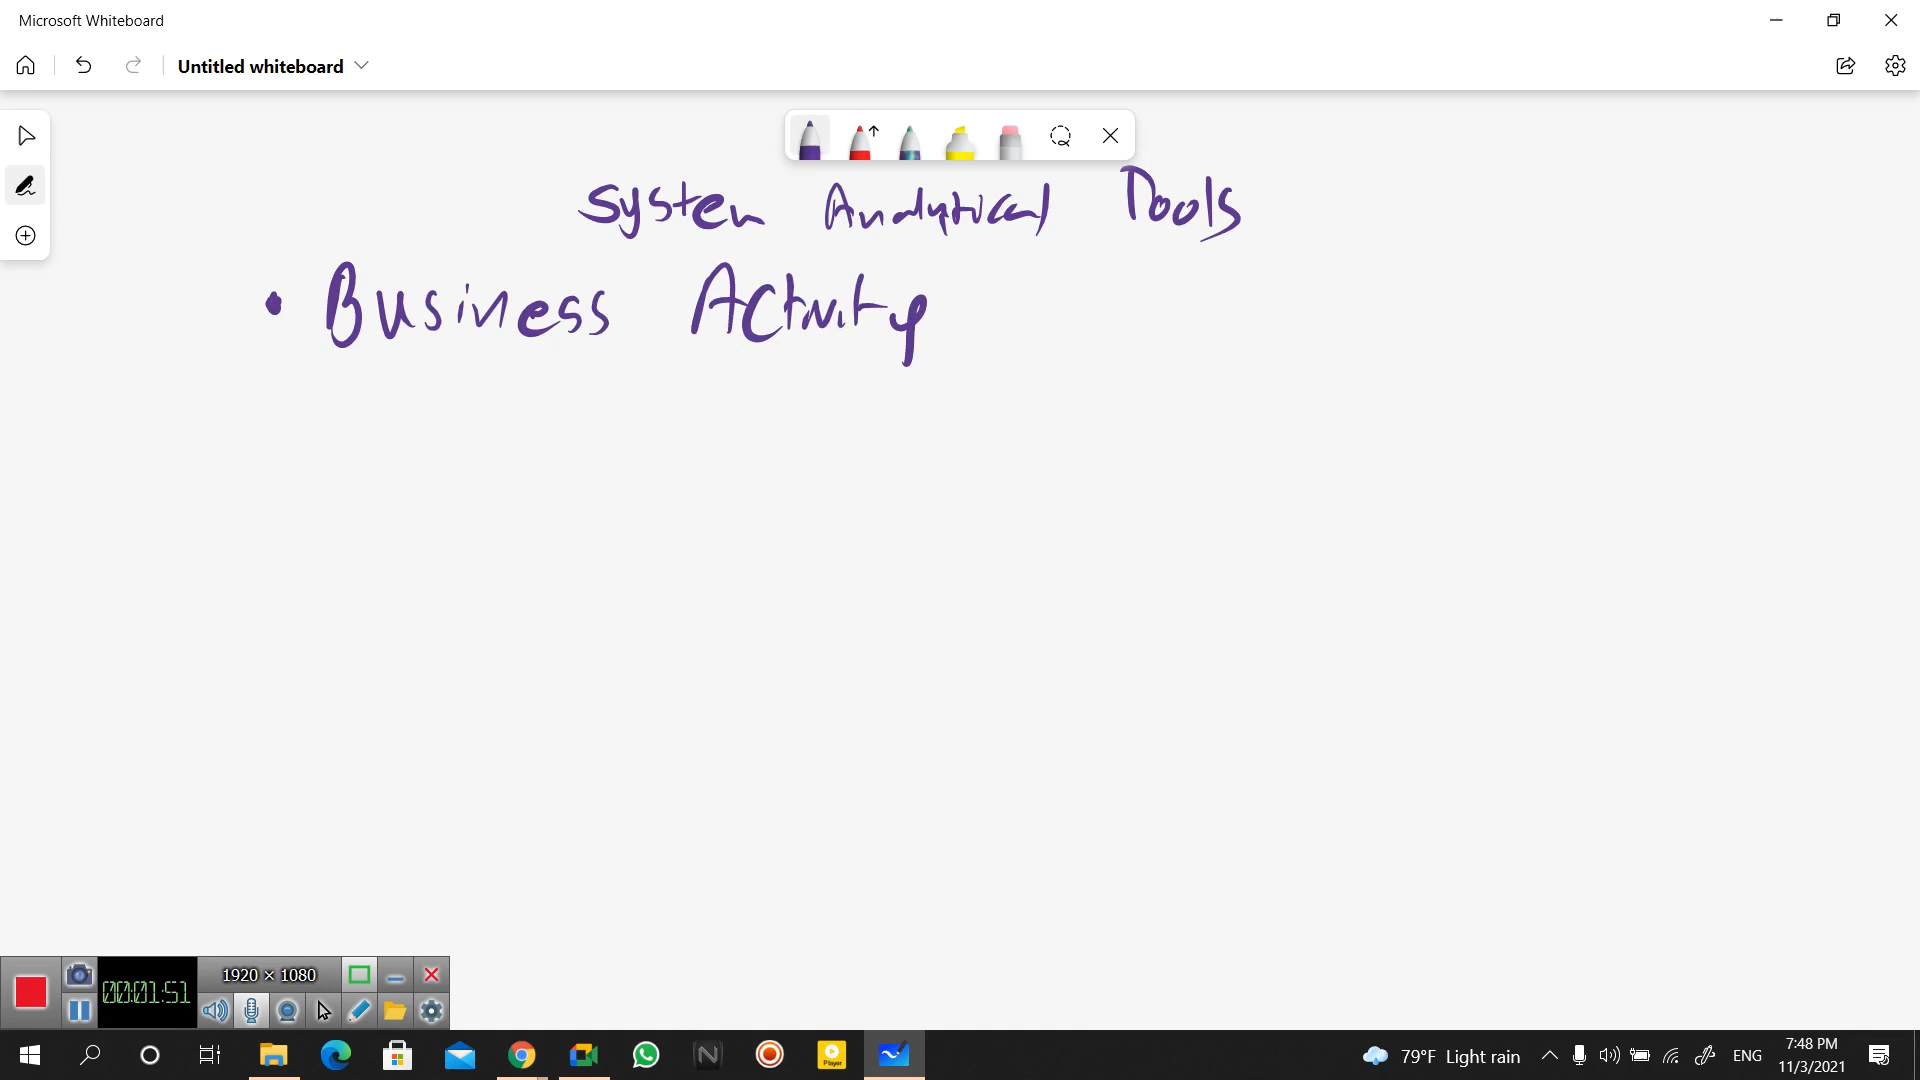 Microsoft Whiteboard
Untitled whiteboard
System Analytical Tools
• Business Activity
1920 × 1080
00:01:51
Player
79°F Light rain
ENG
7:48 PM
11/3/2021